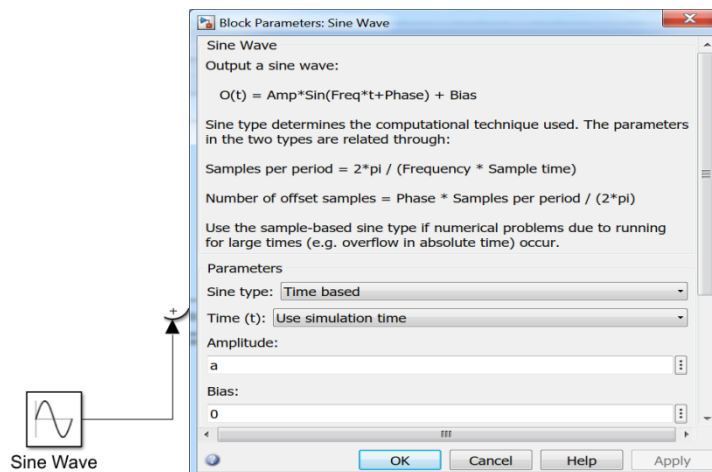 Block Parameters: Sine Wave
Sine Wave
Output a sine wave:
O(t) = Amp*Sin(Freq*t+Phase) + Bias
Sine type determines the computational technique used. The parameters
in the two types are related through:
Samples per period = 2*pi / (Frequency * Sample time)
Number of offset samples = Phase * Samples per period / (2*pi)
Use the sample-based sine type if numerical problems due to running
for large times (e.g. overflow in absolute time) occur.
Parameters
Sine type: Time based
Time (t): Use simulation time
Amplitude:
a
Bias:
0
OK Cancel Help Apply
+
Sine Wave